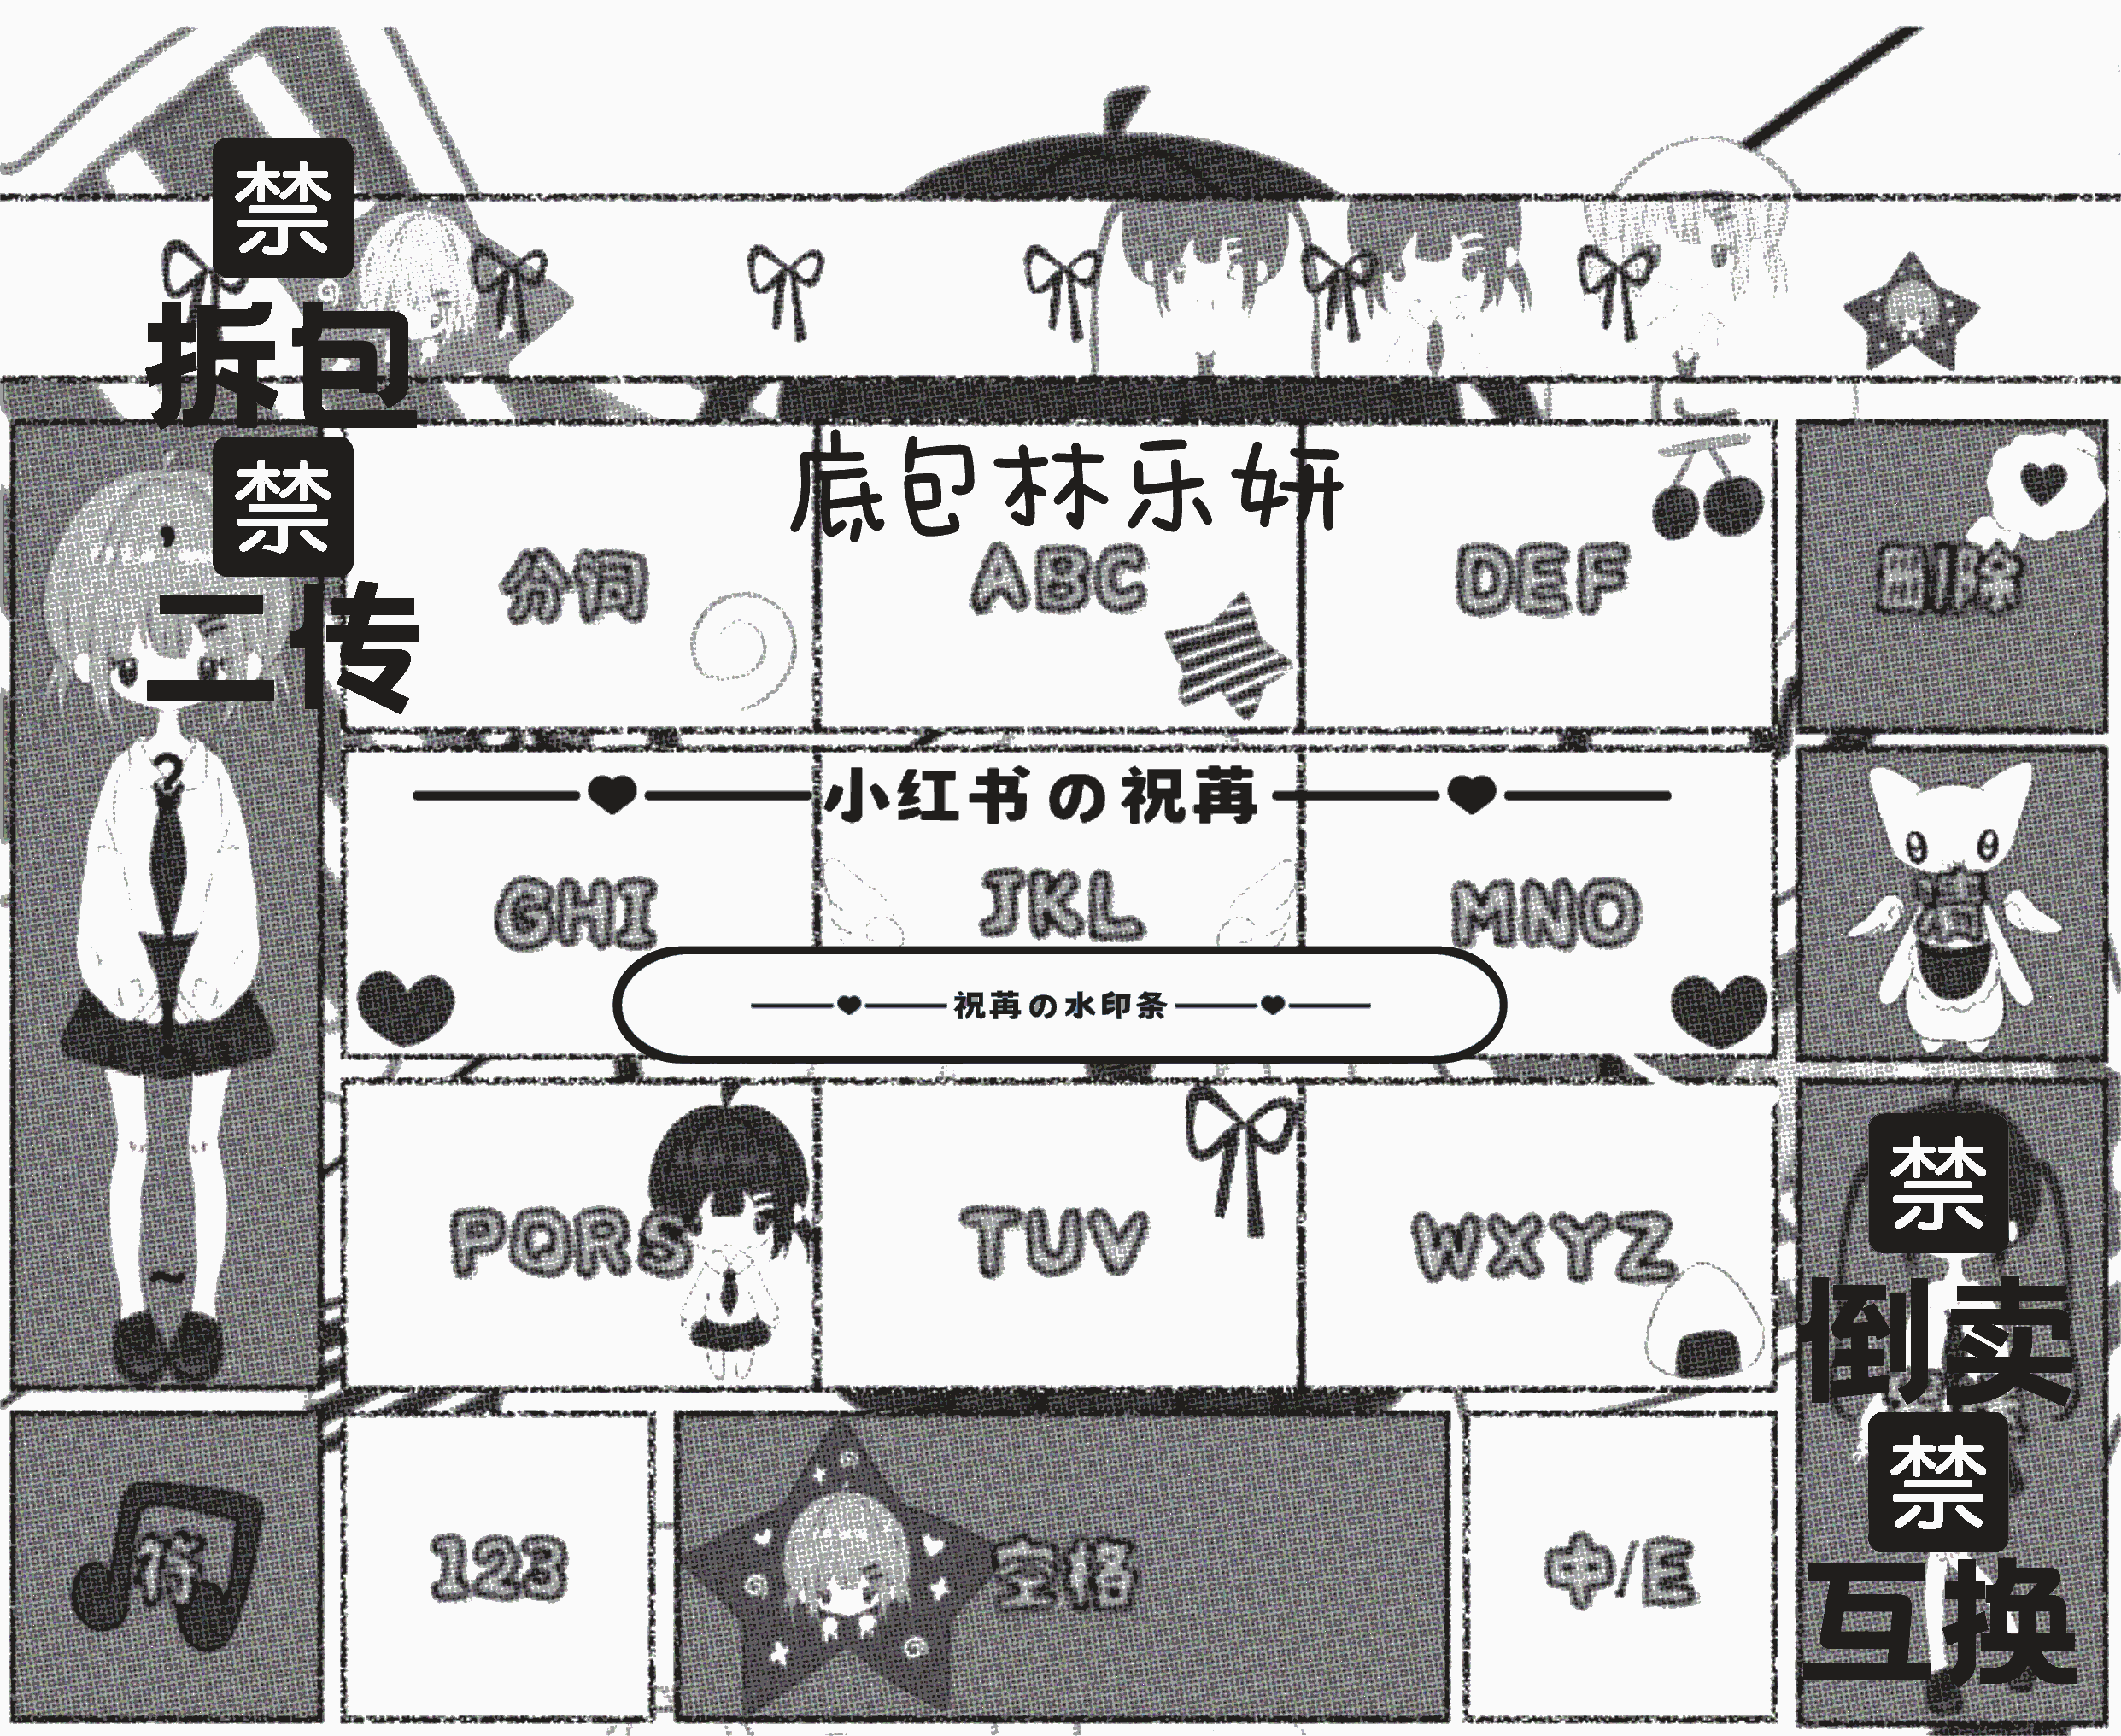 禁
拆包
禁
二传
底包林乐妍
分词
ABC
DEF
删除
?
小红书の祝苒
GHI
JKL
MNO
清
祝苒の水印条
PQRS
TUV
WXYZ
~
禁
倒卖
禁
互换
符
123
空格
中/E